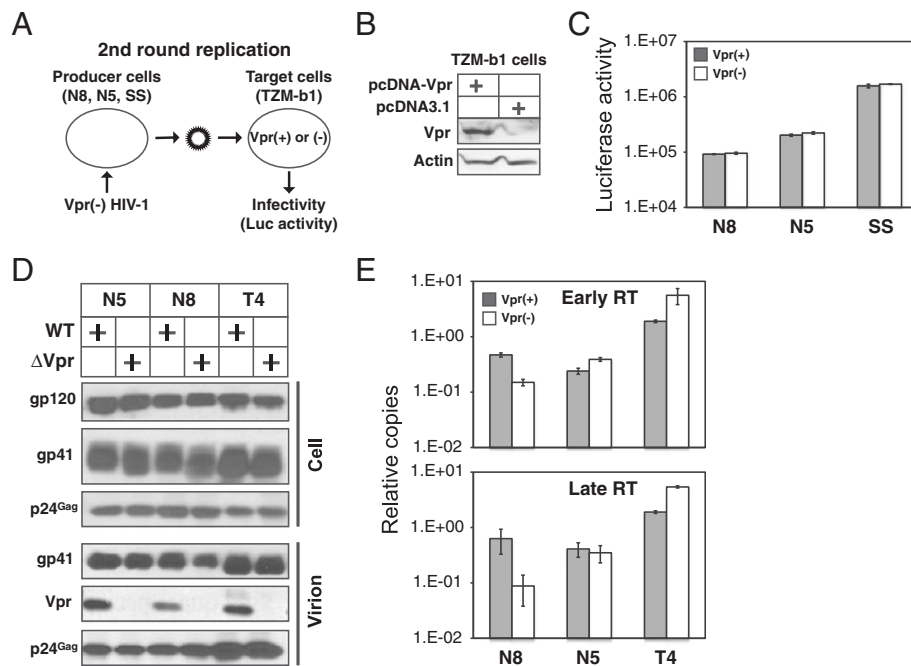 A
2nd round replication
Producer cells
(N8, N5, SS)
Target cells
(TZM-b1)
Vpr(+) or (-)
Vpr(-) HIV-1
Infectivity
(Luc activity)
B
TZM-b1 cells
pcDNA-Vpr +
pcDNA3.1 +
Vpr
Actin
C
Luciferase activity
1.E+07
1.E+06
1.E+05
1.E+04
Vpr(+)
Vpr(-)
N8 N5 SS
D
N5 N8 T4
WT + + +
ΔVpr + + +
gp120
gp41
p24Gag
Cell
gp41
Vpr
p24Gag
Virion
E
Relative copies
1.E+01
1.E+00
1.E-01
1.E-02
Vpr(+)
Vpr(-)
Early RT
1.E+01
1.E+00
1.E-01
1.E-02
Late RT
N8 N5 T4